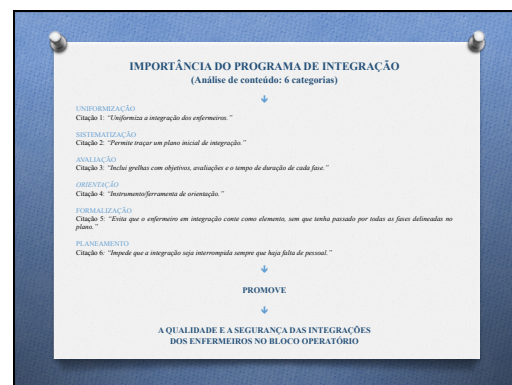 IMPORTÂNCIA DO PROGRAMA DE INTEGRAÇÃO
(Análise de conteúdo: 6 categorias)
UNIFORMIZAÇÃO
Citação 1: “Uniformiza a integração dos enfermeiros.”
SISTEMATIZAÇÃO
Citação 2: “Permite traçar um plano inicial de integração.”
AVALIAÇÃO
Citação 3: “Inclui grelhas com objetivos, avaliações e o tempo de duração de cada fase.”
ORIENTAÇÃO
Citação 4: “Instrumento/ferramenta de orientação.”
FORMALIZAÇÃO
Citação 5: “Evita que o enfermeiro em integração conte como elemento, sem que tenha passado por todas as fases delineadas no
plano.”
PLANEAMENTO
Citação 6: “Impede que a integração seja interrompida sempre que haja falta de pessoal.”
PROMOVE
A QUALIDADE E A SEGURANÇA DAS INTEGRAÇÕES
DOS ENFERMEIROS NO BLOCO OPERATÓRIO